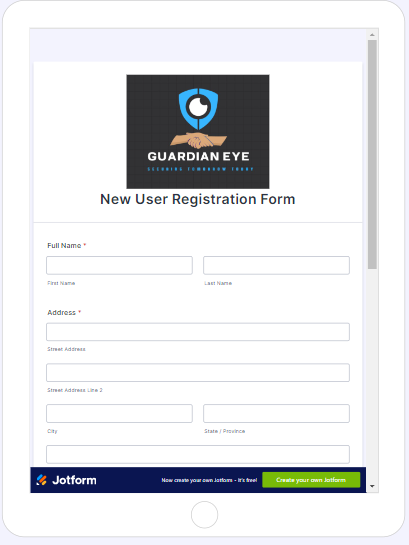 GUARDIAN EYE
SECURING TOMORROW TODAY
New User Registration Form
Full Name *
First Name
Last Name
Address *
Street Address
Street Address Line 2
City
State / Province
Jotform
Now create your own Jotform - It's free!
Create your own Jotform